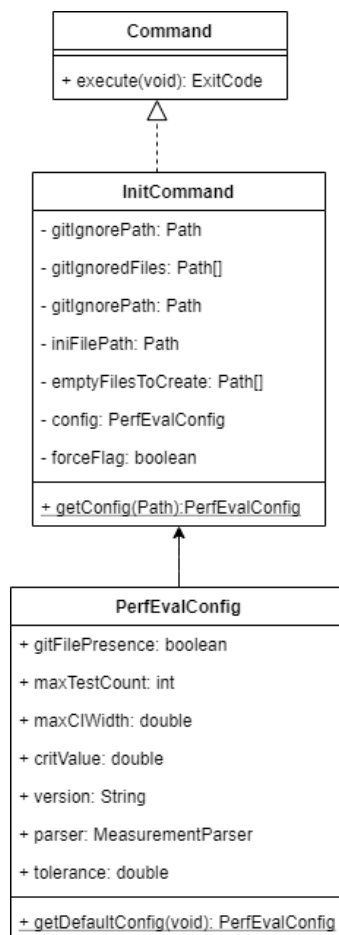 Command
+ execute(void): ExitCode
InitCommand
- gitIgnorePath: Path
- gitIgnoredFiles: Path[]
- gitIgnorePath: Path
- iniFilePath: Path
- emptyFilesToCreate: Path[]
- config: PerfEvalConfig
- forceFlag: boolean
+ getConfig(Path):PerfEvalConfig
PerfEvalConfig
+ gitFilePresence: boolean
+ maxTestCount: int
+ maxCIWidth: double
+ critValue: double
+ version: String
+ parser: MeasurementParser
+ tolerance: double
+ getDefaultConfig(void): PerfEvalConfig